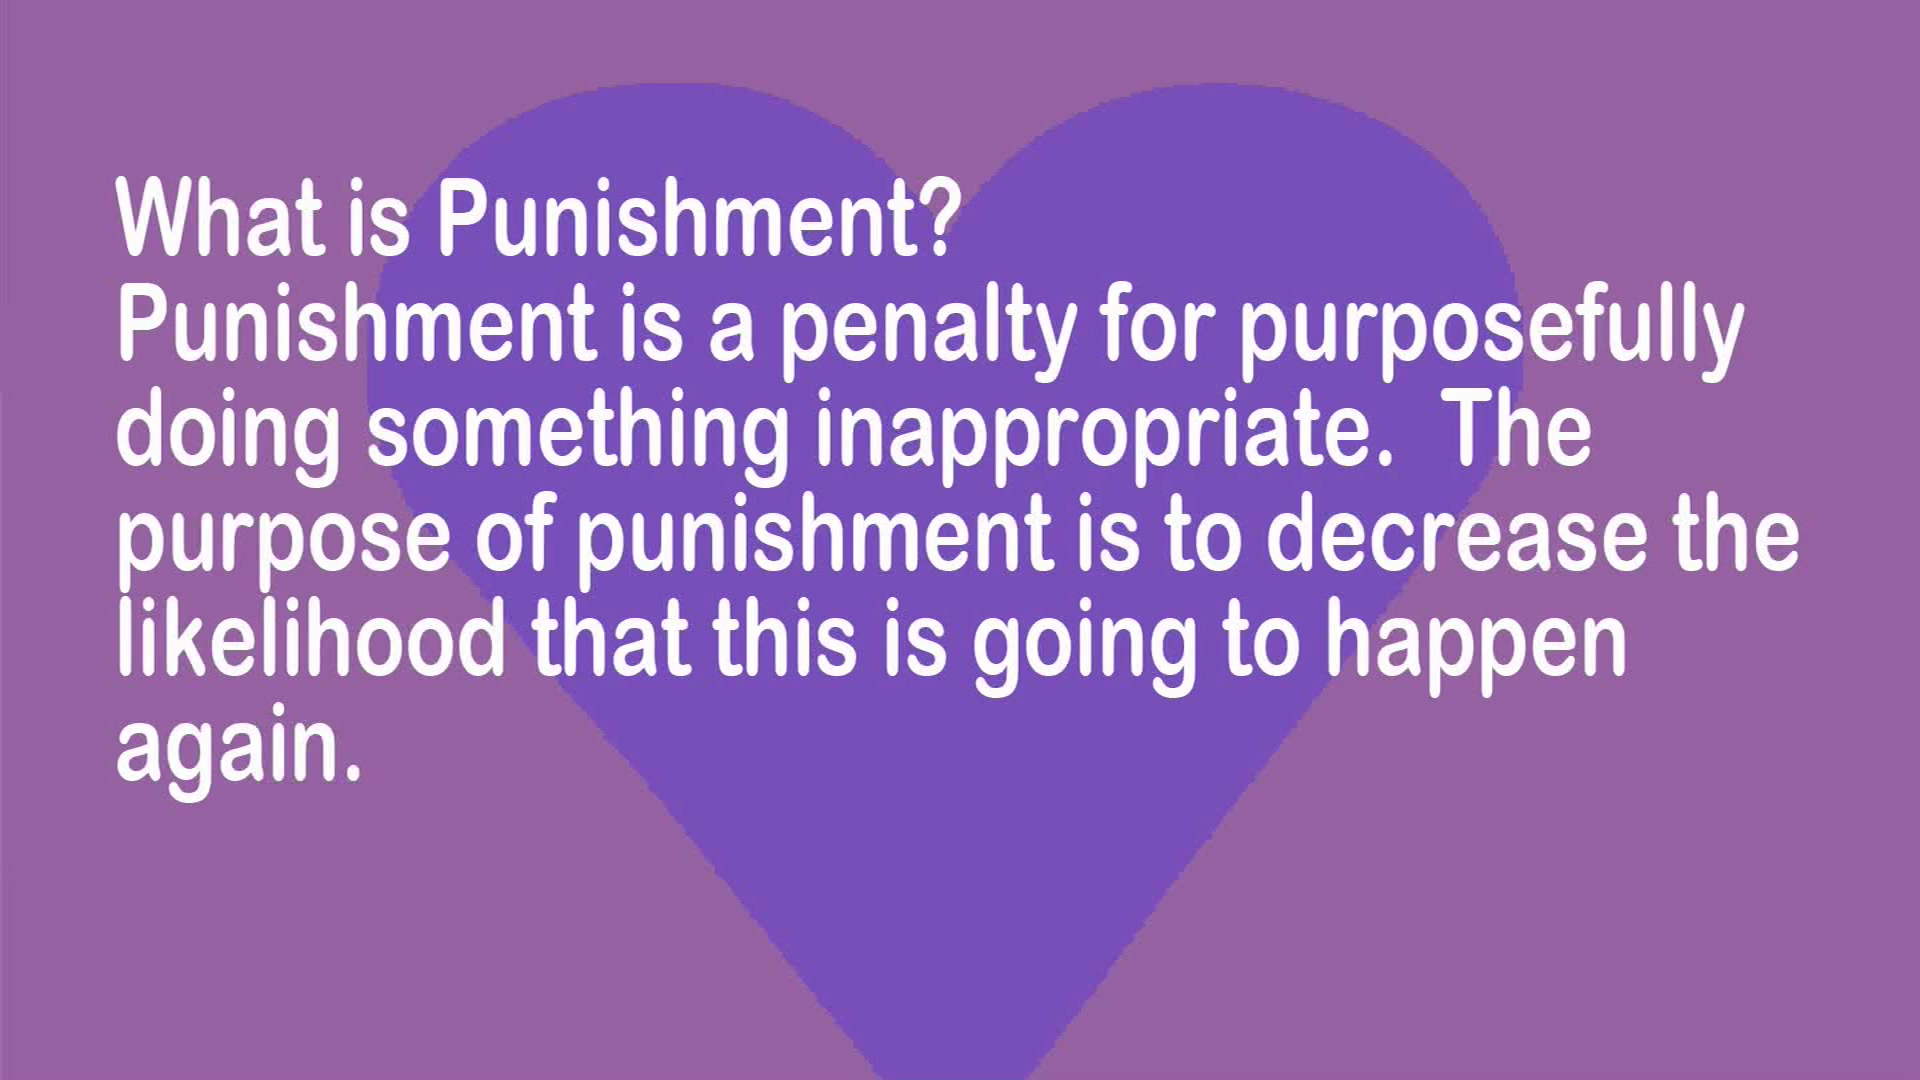 What is Punishment?
Punishment is a penalty for purposefully
doing something inappropriate.  The
purpose of punishment is to decrease the
likelihood that this is going to happen
again.